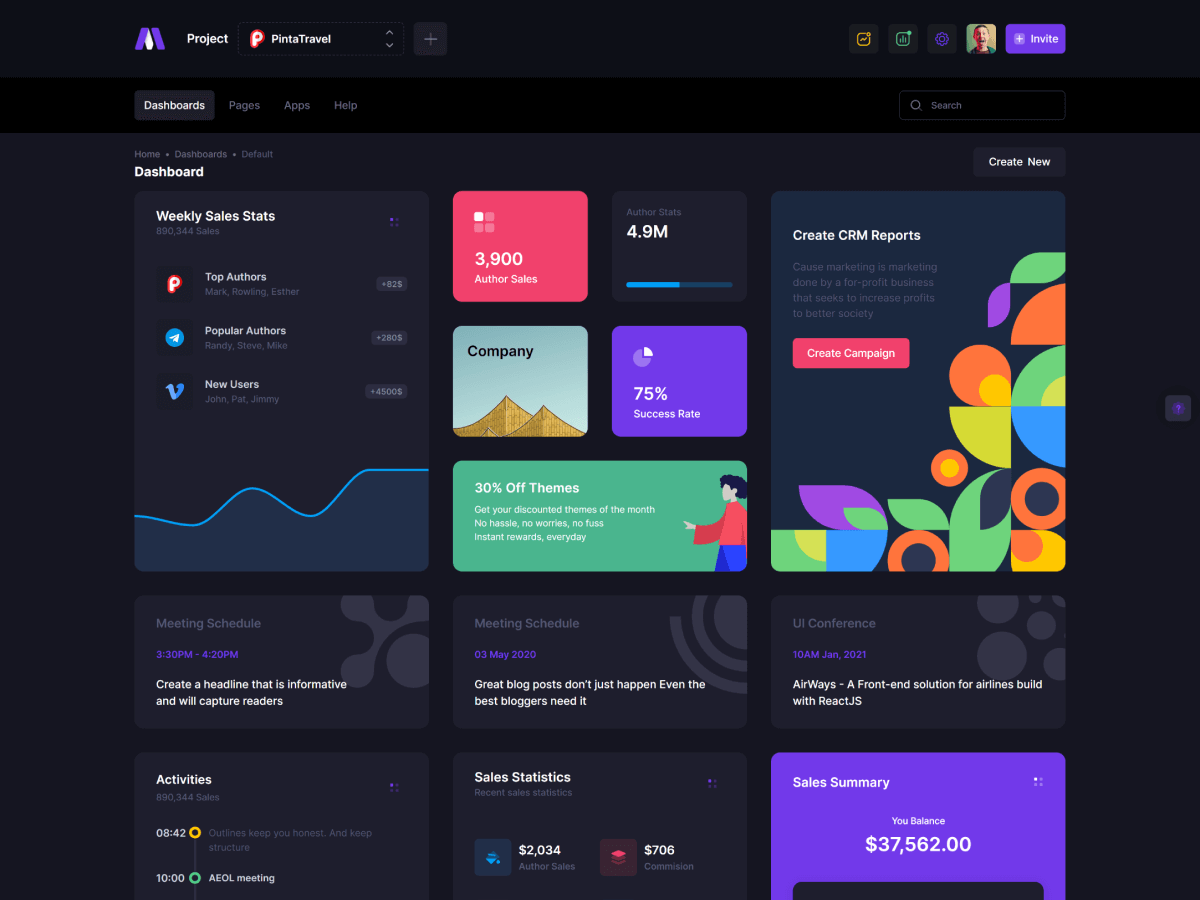 Project
PintaTravel
Invite
Dashboards
Pages
Apps
Help
Search
Home • Dashboards • Default
Dashboard
Create New
Weekly Sales Stats
890,344 Sales
Top Authors
Mark, Rowling, Esther
+82$
Popular Authors
Randy, Steve, Mike
+280$
New Users
John, Pat, Jimmy
+4500$
3,900
Author Sales
Author Stats
4.9M
Company
75%
Success Rate
30% Off Themes
Get your discounted themes of the month
No hassle, no worries, no fuss
Instant rewards, everyday
Create CRM Reports
Cause marketing is marketing
done by a for-profit business
that seeks to increase profits
to better society
Create Campaign
Meeting Schedule
3:30PM - 4:20PM
Create a headline that is informative
and will capture readers
Meeting Schedule
03 May 2020
Great blog posts don’t just happen Even the
best bloggers need it
UI Conference
10AM Jan, 2021
AirWays - A Front-end solution for airlines build
with ReactJS
Activities
890,344 Sales
08:42
Outlines keep you honest. And keep
structure
10:00
AEOL meeting
Sales Statistics
Recent sales statistics
$2,034
Author Sales
$706
Commision
Sales Summary
You Balance
$37,562.00